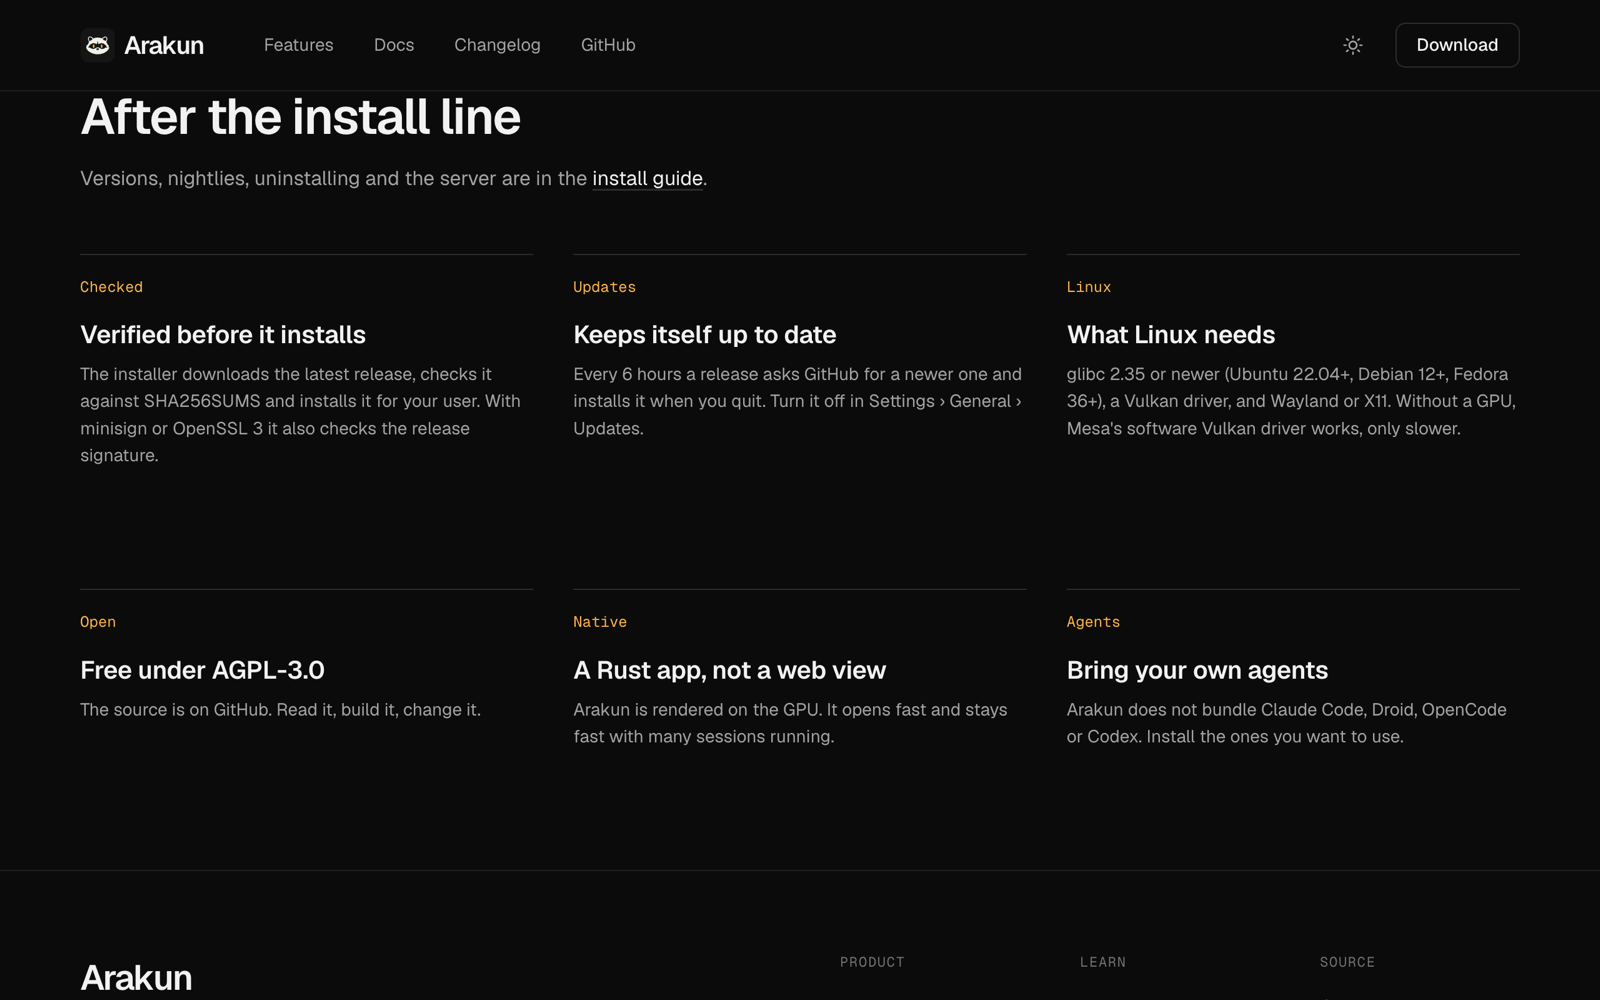 Arakun
Features
Docs
Changelog
GitHub
Download
After the install line
Versions, nightlies, uninstalling and the server are in the install guide.
Checked
Verified before it installs
The installer downloads the latest release, checks it
against SHA256SUMS and installs it for your user. With
minisign or OpenSSL 3 it also checks the release
signature.
Updates
Keeps itself up to date
Every 6 hours a release asks GitHub for a newer one and
installs it when you quit. Turn it off in Settings › General ›
Updates.
Linux
What Linux needs
glibc 2.35 or newer (Ubuntu 22.04+, Debian 12+, Fedora
36+), a Vulkan driver, and Wayland or X11. Without a GPU,
Mesa's software Vulkan driver works, only slower.
Open
Free under AGPL-3.0
The source is on GitHub. Read it, build it, change it.
Native
A Rust app, not a web view
Arakun is rendered on the GPU. It opens fast and stays
fast with many sessions running.
Agents
Bring your own agents
Arakun does not bundle Claude Code, Droid, OpenCode
or Codex. Install the ones you want to use.
Arakun
PRODUCT
LEARN
SOURCE